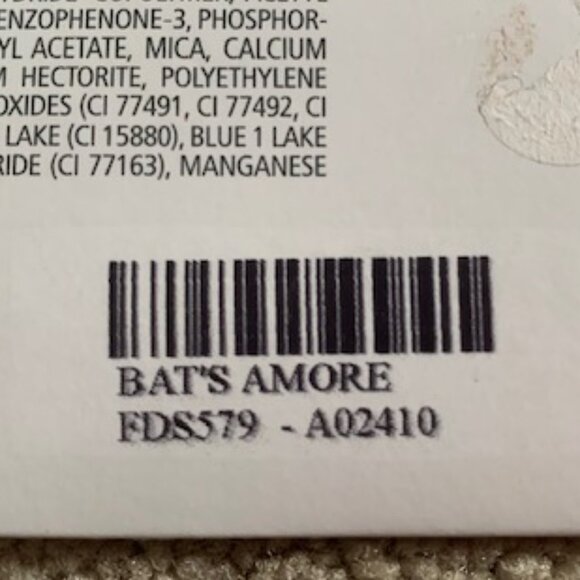 ENZOPHENONE-3, PHOSPHOR-
YL ACETATE, MICA, CALCIUM
M HECTORITE, POLYETHYLENE
OXIDES (CI 77491, CI 77492, CI
LAKE (CI 15880), BLUE 1 LAKE
RIDE (CI 77163), MANGANESE
BAT'S AMORE
FDS579 - A02410